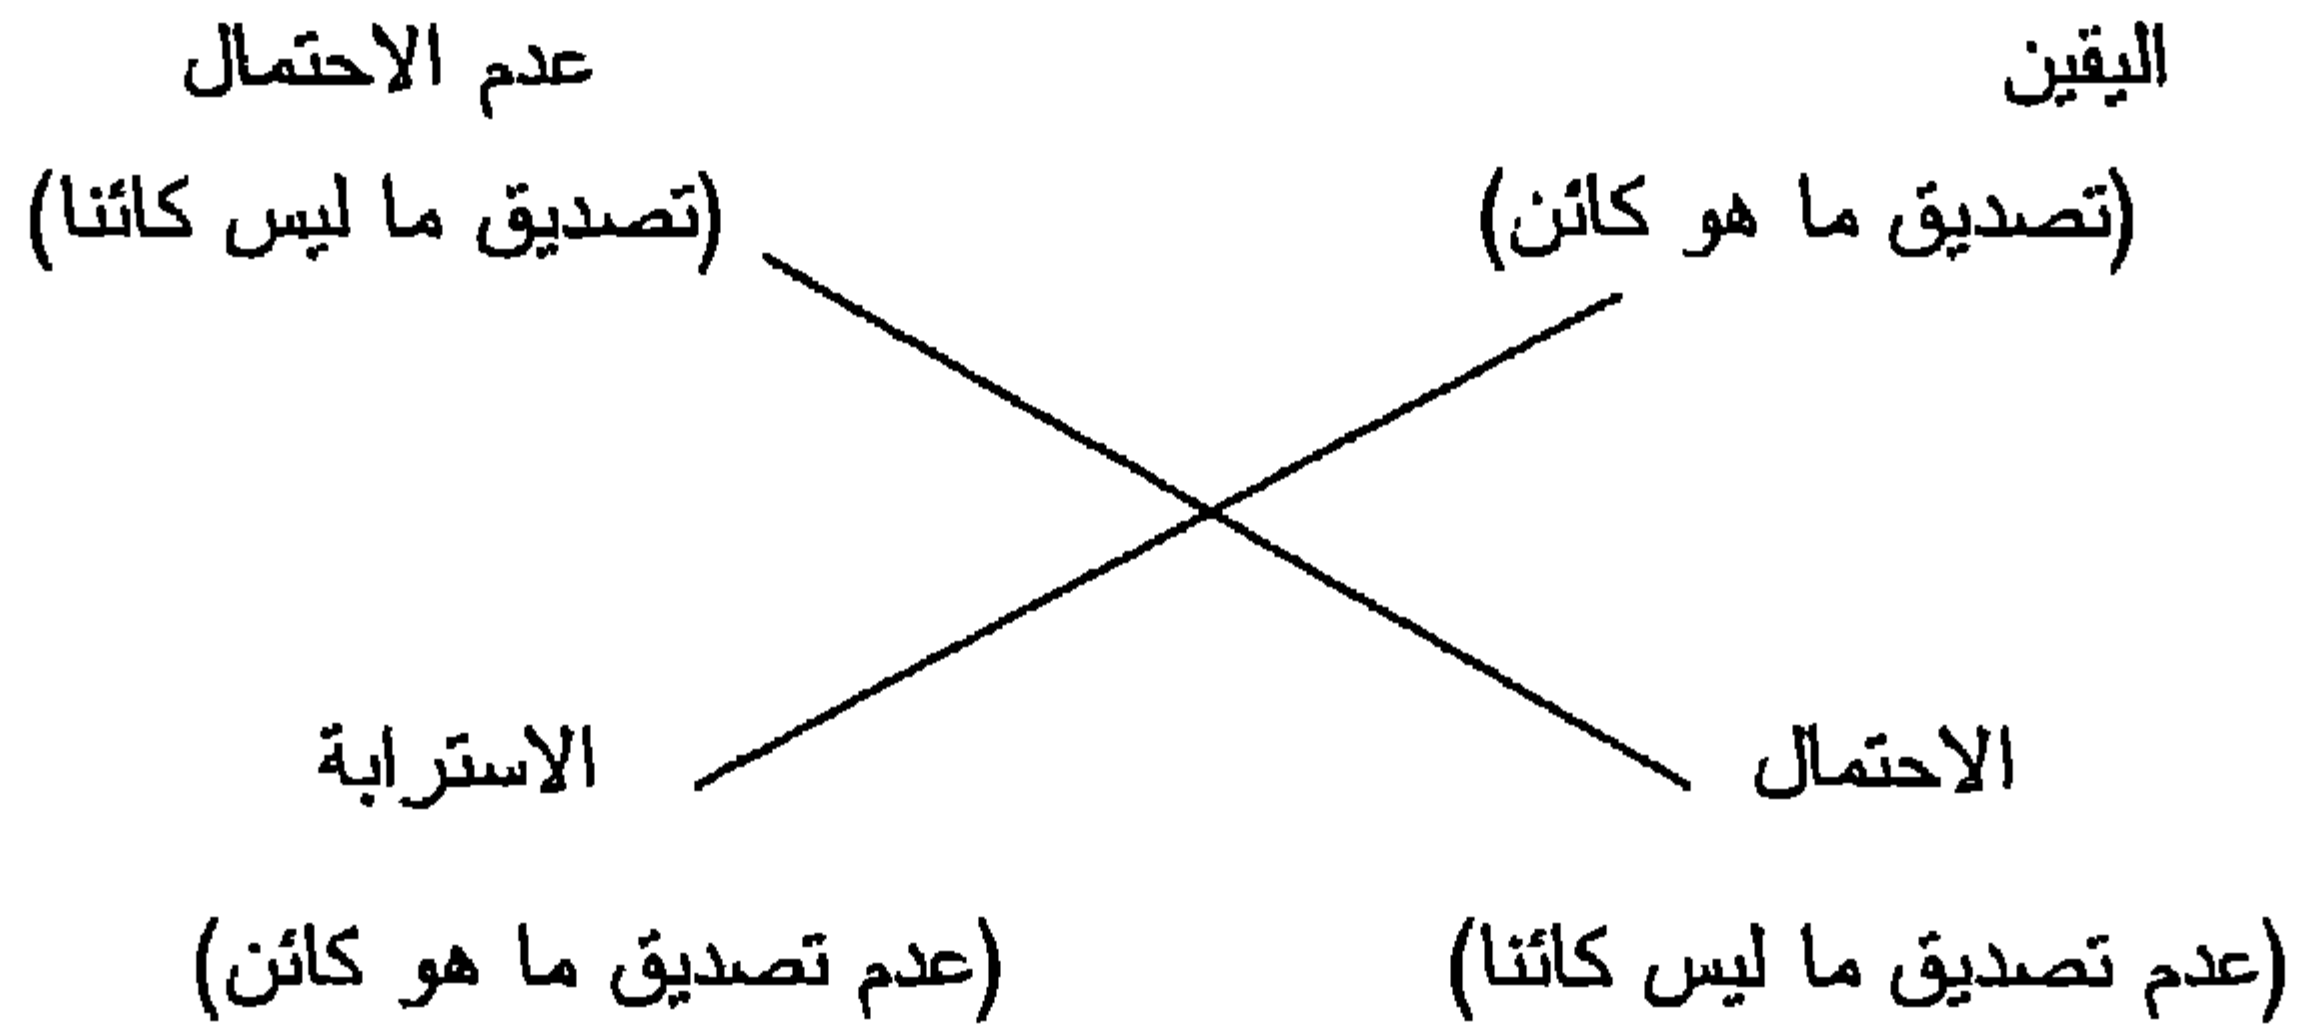 اليقين
عدم الاحتمال
(تصديق ما هو كائن)
(تصديق ما ليس كائنا)
الاحتمال
الاسترابة
(عدم تصديق ما ليس كائنا)
(عدم تصديق ما هو كائن)